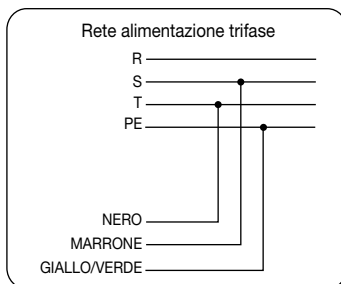 Rete alimentazione trifase
R
S
T
PE
NERO
MARRONE
GIALLO/VERDE